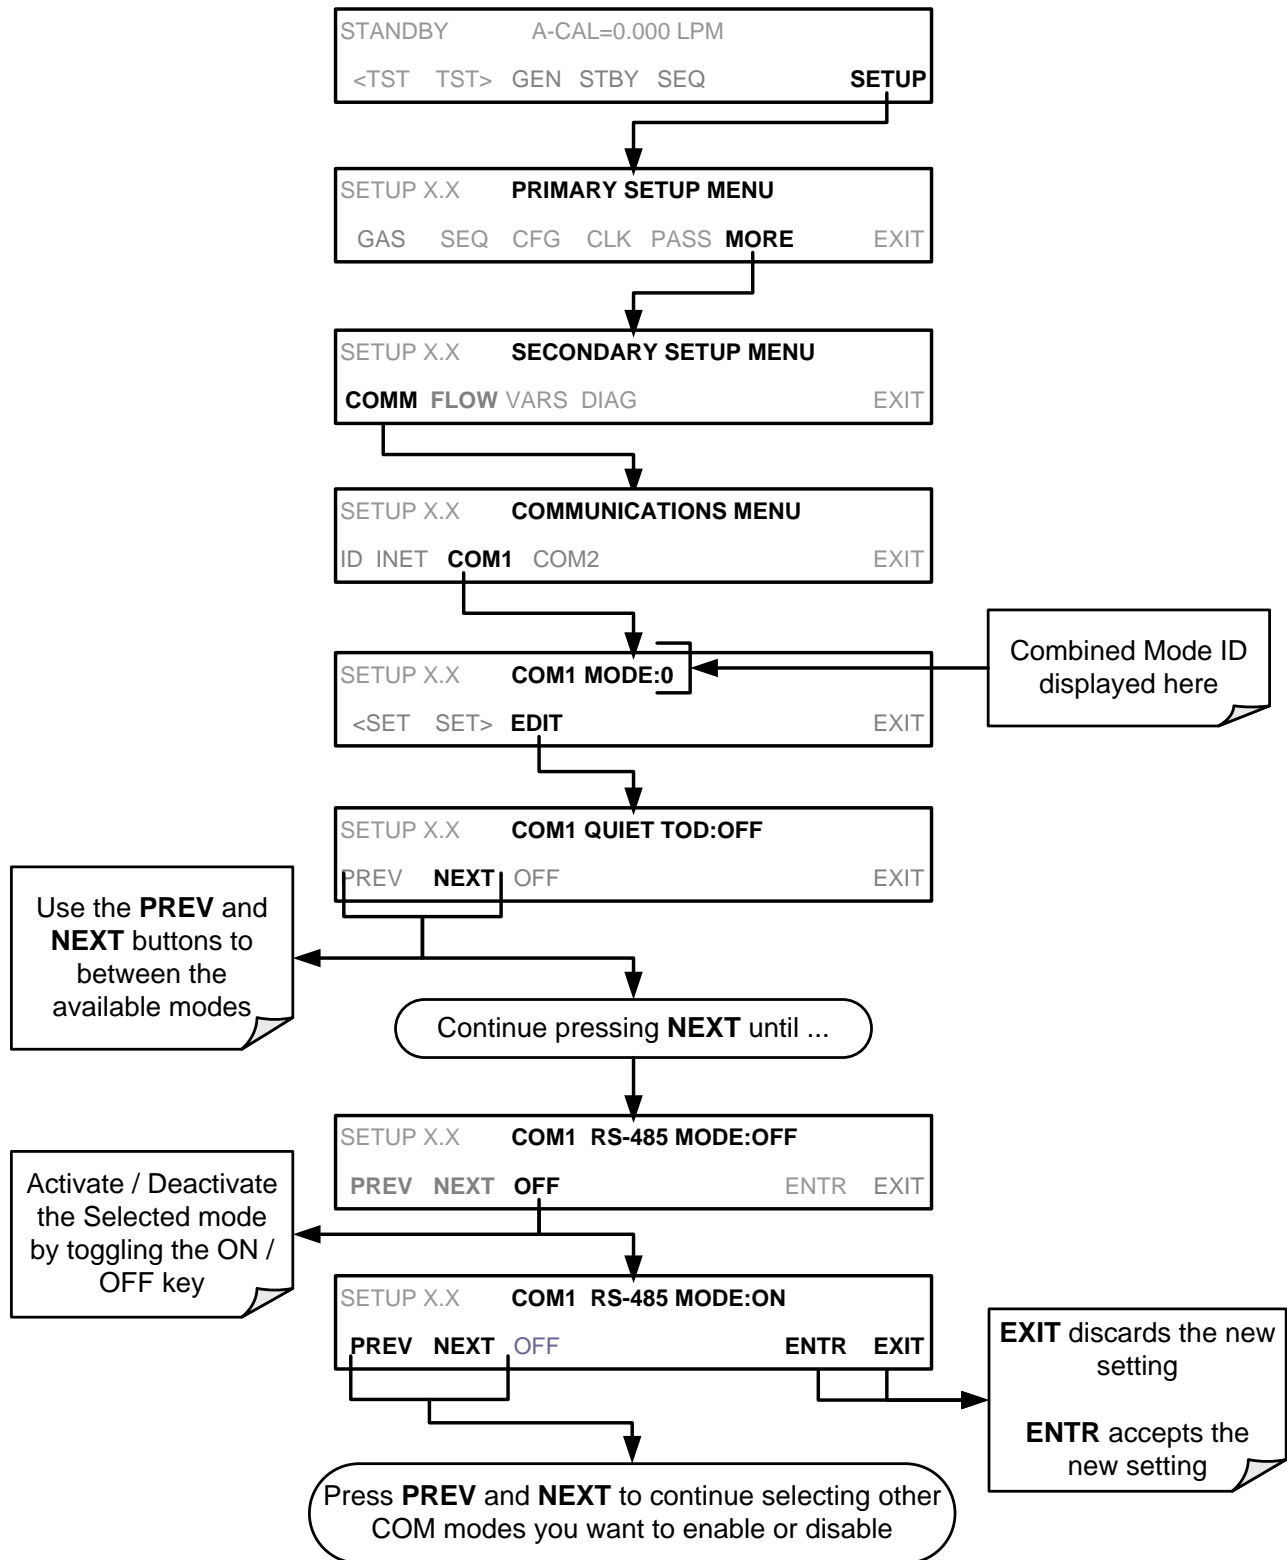 STANDBY A-CAL=0.000 LPM
<TST TST> GEN STBY SEQ SETUP
SETUP X.X PRIMARY SETUP MENU
GAS SEQ CFG CLK PASS MORE EXIT
SETUP X.X SECONDARY SETUP MENU
COMM FLOW VARS DIAG EXIT
SETUP X.X COMMUNICATIONS MENU
ID INET COM1 COM2 EXIT
SETUP X.X COM1 MODE:0
<SET SET> EDIT EXIT
Combined Mode ID
displayed here
SETUP X.X COM1 QUIET TOD:OFF
PREV NEXT OFF EXIT
Use the PREV and
NEXT buttons to
between the
available modes
Continue pressing NEXT until ...
SETUP X.X COM1 RS-485 MODE:OFF
PREV NEXT OFF ENTR EXIT
Activate / Deactivate
the Selected mode
by toggling the ON /
OFF key
SETUP X.X COM1 RS-485 MODE:ON
PREV NEXT OFF ENTR EXIT
EXIT discards the new
setting
ENTR accepts the
new setting
Press PREV and NEXT to continue selecting other
COM modes you want to enable or disable